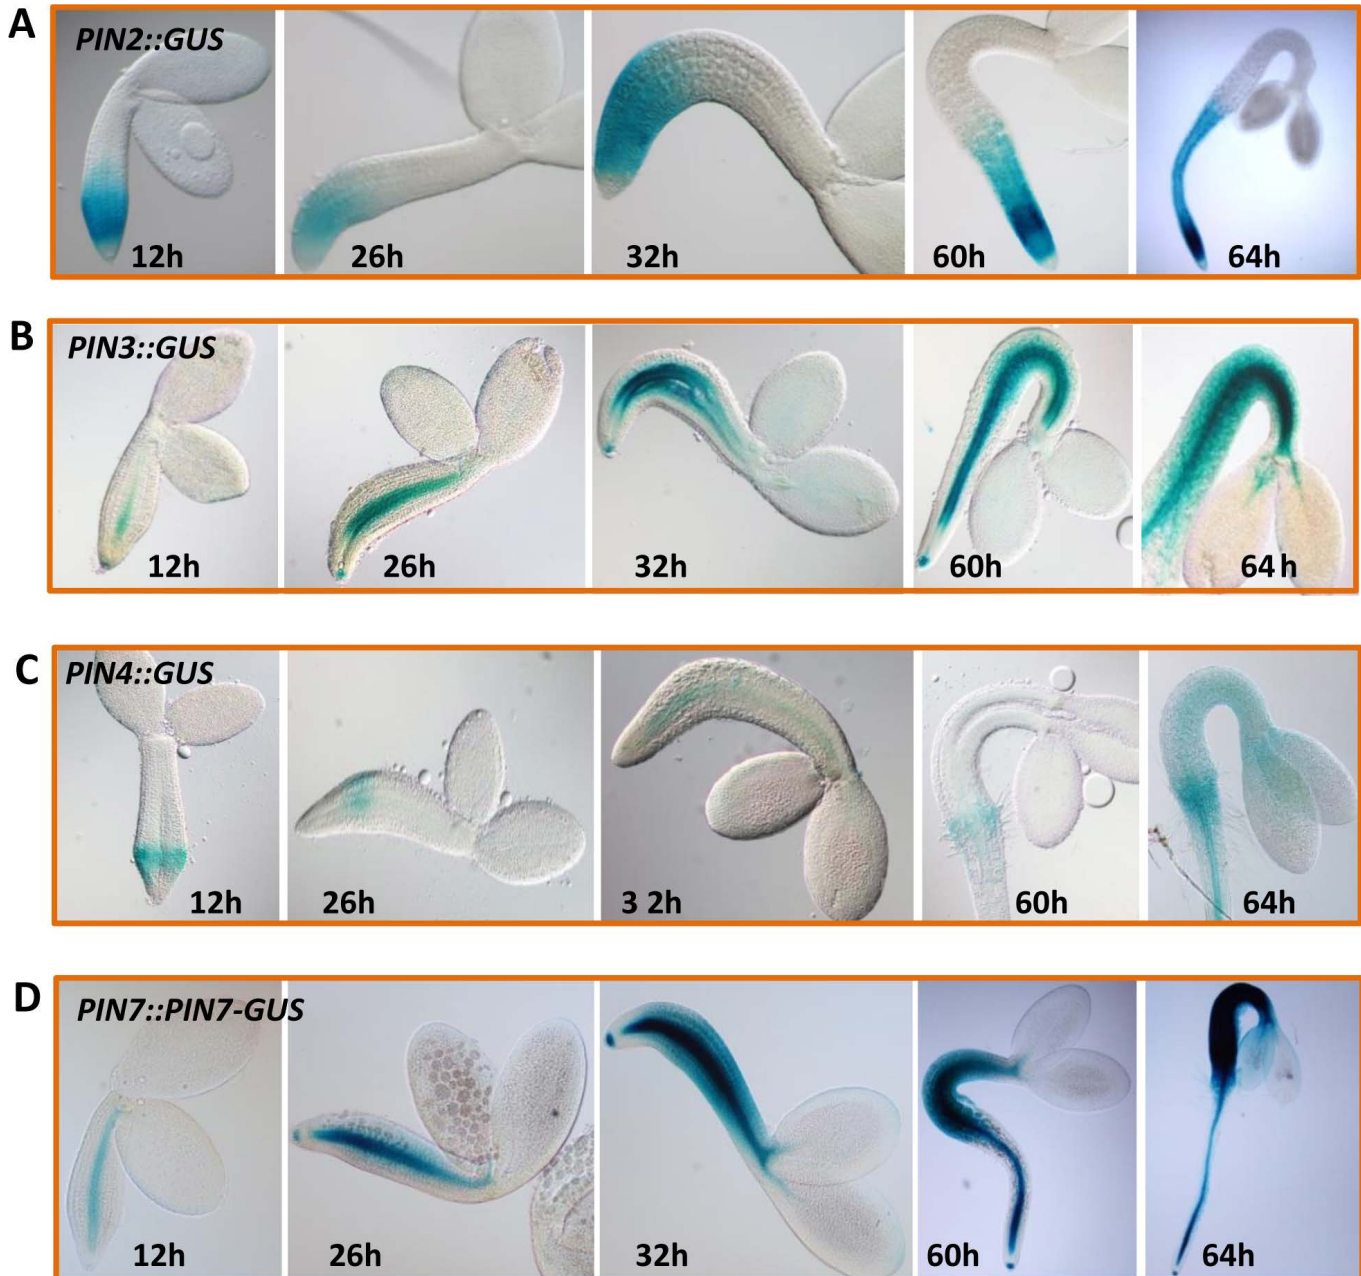 A
PIN2::GUS
12h
26h
32h
60h
64h
B
PIN3::GUS
12h
26h
32h
60h
64 h
C
PIN4::GUS
12h
26h
3 2h
60h
64h
D
PIN7::PIN7-GUS
12h
26h
32h
60h
64h